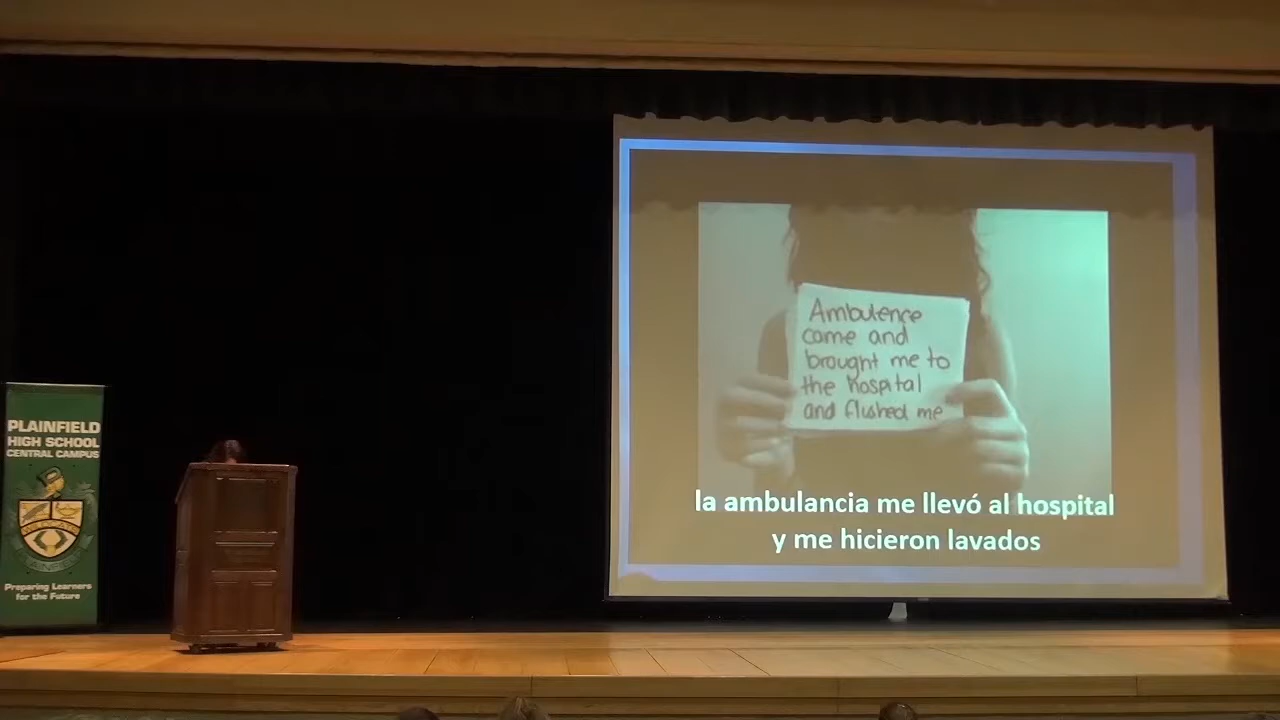 PLAINFIELD
HIGH SCHOOL
CENTRAL CAMPUS
Preparing Learners
for the Future
Ambulence
came and
brought me to
the hospital
and flushed me
la ambulancia me llevó al hospital
y me hicieron lavados